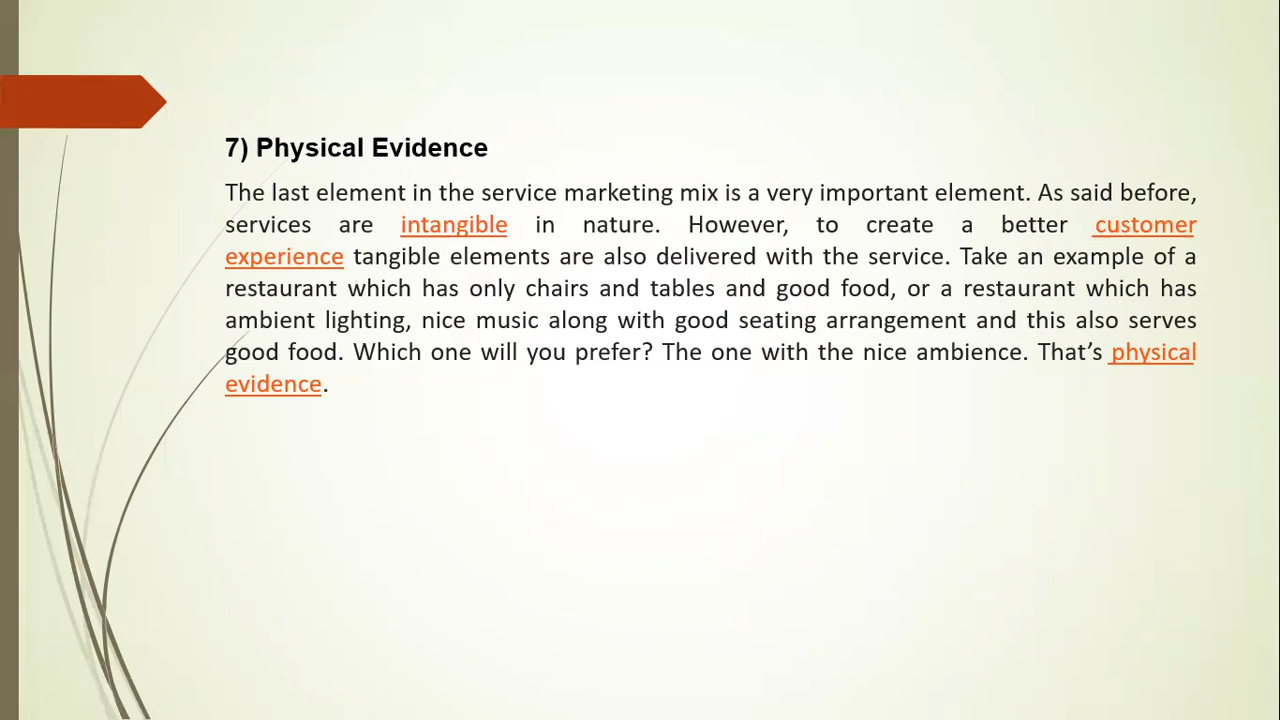 7) Physical Evidence
The last element in the service marketing mix is a very important element. As said before,
services are intangible in nature. However, to create a better customer
experience tangible elements are also delivered with the service. Take an example of a
restaurant which has only chairs and tables and good food, or a restaurant which has
ambient lighting, nice music along with good seating arrangement and this also serves
good food. Which one will you prefer? The one with the nice ambience. That’s physical
evidence.